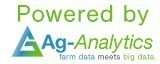 Powered by
Ag-Analytics
farm data meets big data.